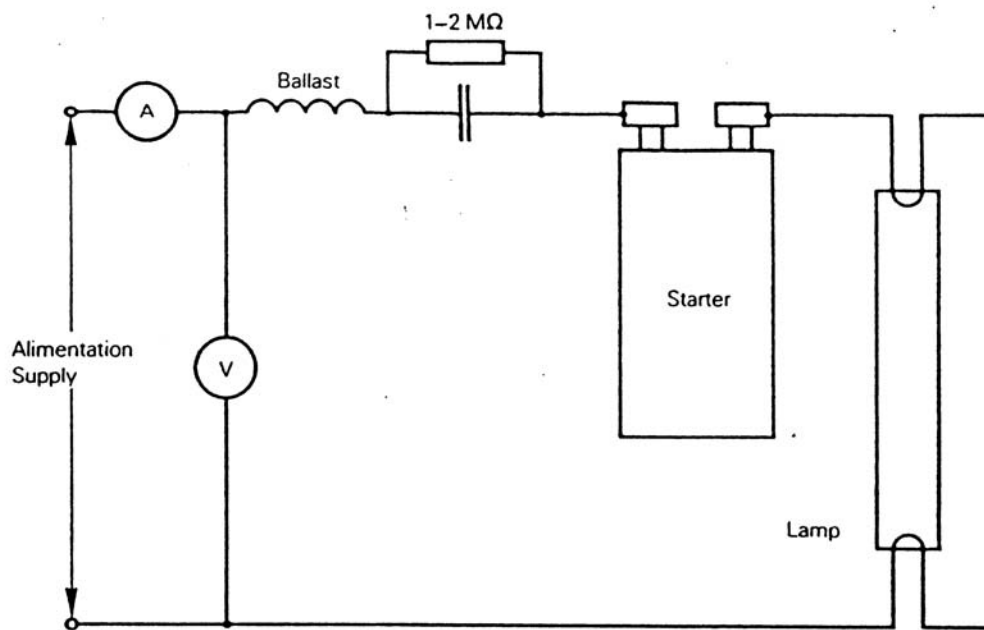 1–2 MΩ
Ballast
A
Starter
Alimentation
Supply
V
Lamp